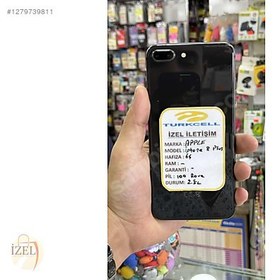 #1279739811
TURKCELL
İZEL İLETİŞİM
MARKA : APPLE
MODEL : iphone 8 Plus
HAFIZA : 64
RAM : -
GARANTİ : -
PİL : 100
DURUM :
İZEL